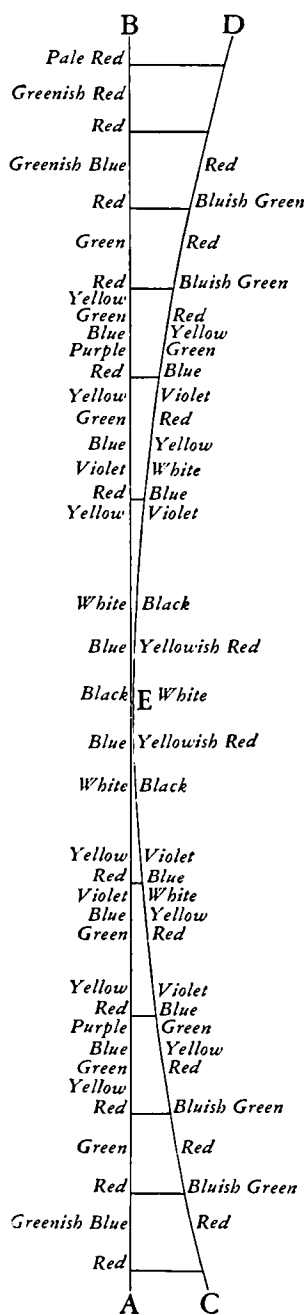 B D
Pale Red
Greenish Red
Red
Greenish Blue Red
Red Bluish Green
Green Red
Red Bluish Green
Yellow
Green Red
Blue Yellow
Purple Green
Red Blue
Yellow Violet
Green Red
Blue Yellow
Violet White
Red Blue
Yellow Violet
White Black
Blue Yellowish Red
Black E White
Blue Yellowish Red
White Black
Yellow Violet
Red Blue
Violet White
Blue Yellow
Green Red
Yellow Violet
Red Blue
Purple Green
Blue Yellow
Green Red
Yellow
Red Bluish Green
Green Red
Red Bluish Green
Greenish Blue Red
Red
A C